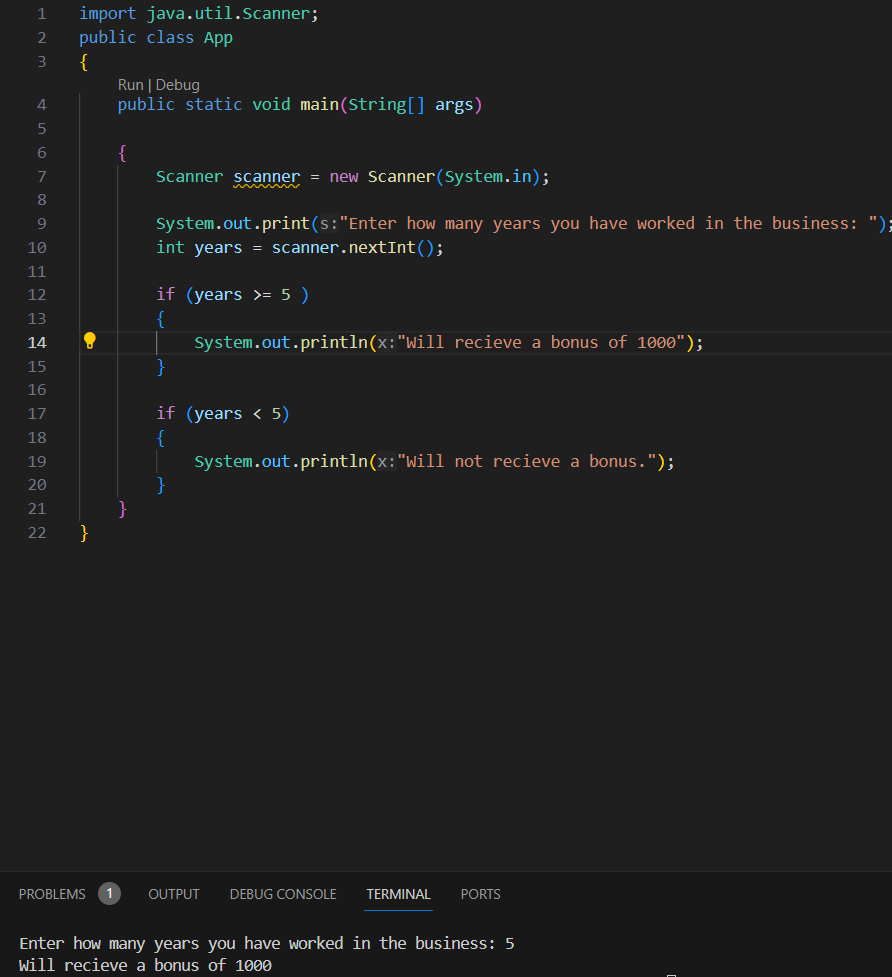 1 import java.util.Scanner;
2 public class App
3 {
Run | Debug
4 public static void main(String[] args)
5
6 {
7 Scanner scanner = new Scanner(System.in);
8
9 System.out.print(s:"Enter how many years you have worked in the business: ");
10 int years = scanner.nextInt();
11
12 if (years >= 5 )
13 {
14 System.out.println(x:"Will recieve a bonus of 1000");
15 }
16
17 if (years < 5)
18 {
19 System.out.println(x:"Will not recieve a bonus.");
20 }
21 }
22 }
PROBLEMS 1 OUTPUT DEBUG CONSOLE TERMINAL PORTS
Enter how many years you have worked in the business: 5
Will recieve a bonus of 1000